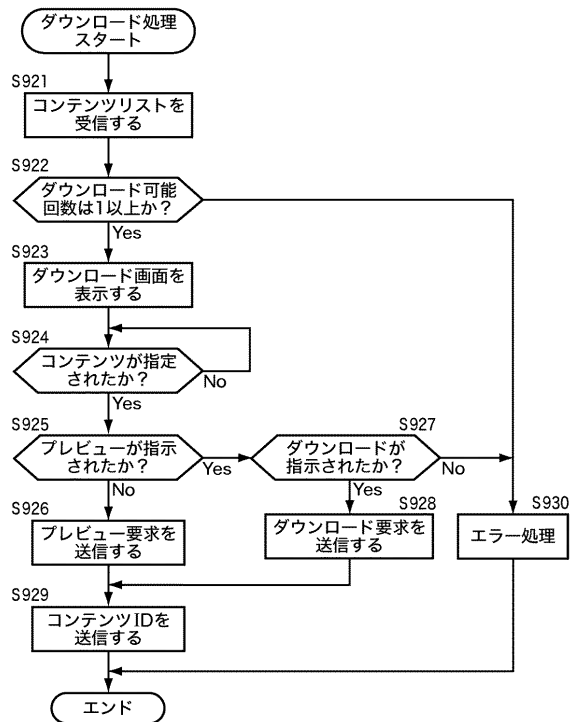 ダウンロード処理
スタート
S921
コンテンツリストを
受信する
S922
ダウンロード可能
回数は1以上か？
Yes
S923
ダウンロード画面を
表示する
S924
コンテンツが指定
されたか？
No
Yes
S925
プレビューが指示
されたか？
Yes
No
S927
ダウンロードが
指示されたか？
No
Yes
S926
プレビュー要求を
送信する
S928
ダウンロード要求を
送信する
S930
エラー処理
S929
コンテンツIDを
送信する
エンド